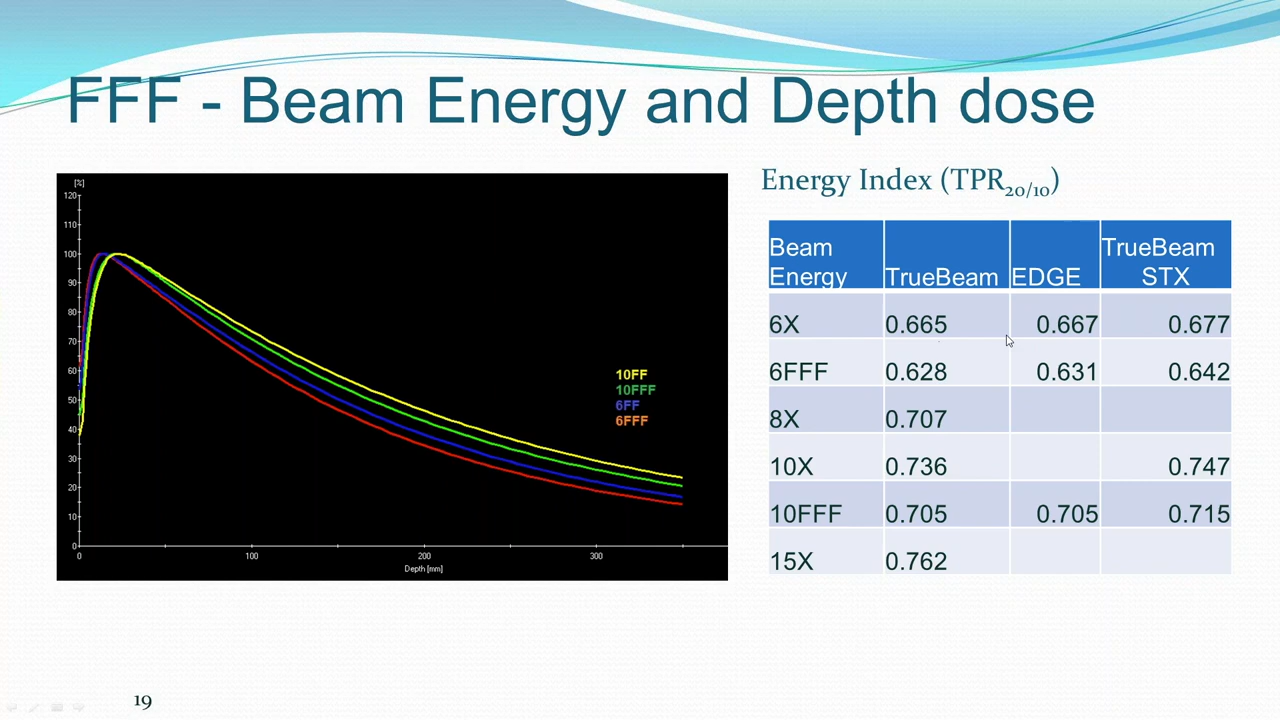 FFF - Beam Energy and Depth dose
Energy Index (TPR20/10)
[%]
120
110
100
90
80
70
60
50
40
30
20
10
0
0 100 200 300
Depth [mm]
10FF
10FFF
6FF
6FFF
Beam Energy TrueBeam EDGE TrueBeam STX
6X 0.665 0.667 0.677
6FFF 0.628 0.631 0.642
8X 0.707
10X 0.736 0.747
10FFF 0.705 0.705 0.715
15X 0.762
19